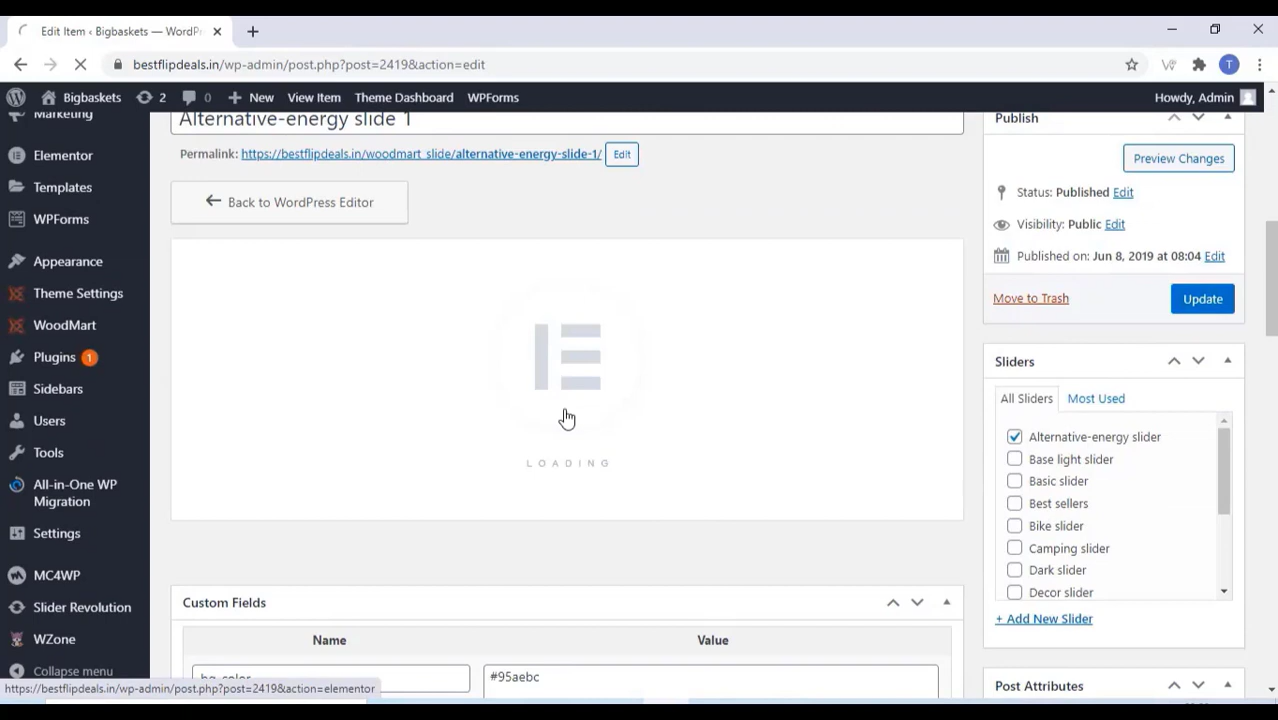 Edit Item ‹ Bigbaskets — WordPr
bestflipdeals.in/wp-admin/post.php?post=2419&action=edit
T
Bigbaskets 2 0 New View Item Theme Dashboard WPForms Howdy, Admin
Marketing
Elementor
Templates
WPForms
Appearance
Theme Settings
WoodMart
Plugins 1
Sidebars
Users
Tools
All-in-One WP
Migration
Settings
MC4WP
Slider Revolution
WZone
Collapse menu
Alternative-energy slide 1
Permalink: https://bestflipdeals.in/woodmart_slide/alternative-energy-slide-1/ Edit
Back to WordPress Editor
LOADING
Custom Fields
Name Value
bg_color #95aebc
Publish
Preview Changes
Status: Published Edit
Visibility: Public Edit
Published on: Jun 8, 2019 at 08:04 Edit
Move to Trash Update
Sliders
All Sliders Most Used
Alternative-energy slider
Base light slider
Basic slider
Best sellers
Bike slider
Camping slider
Dark slider
Decor slider
+ Add New Slider
Post Attributes
https://bestflipdeals.in/wp-admin/post.php?post=2419&action=elementor